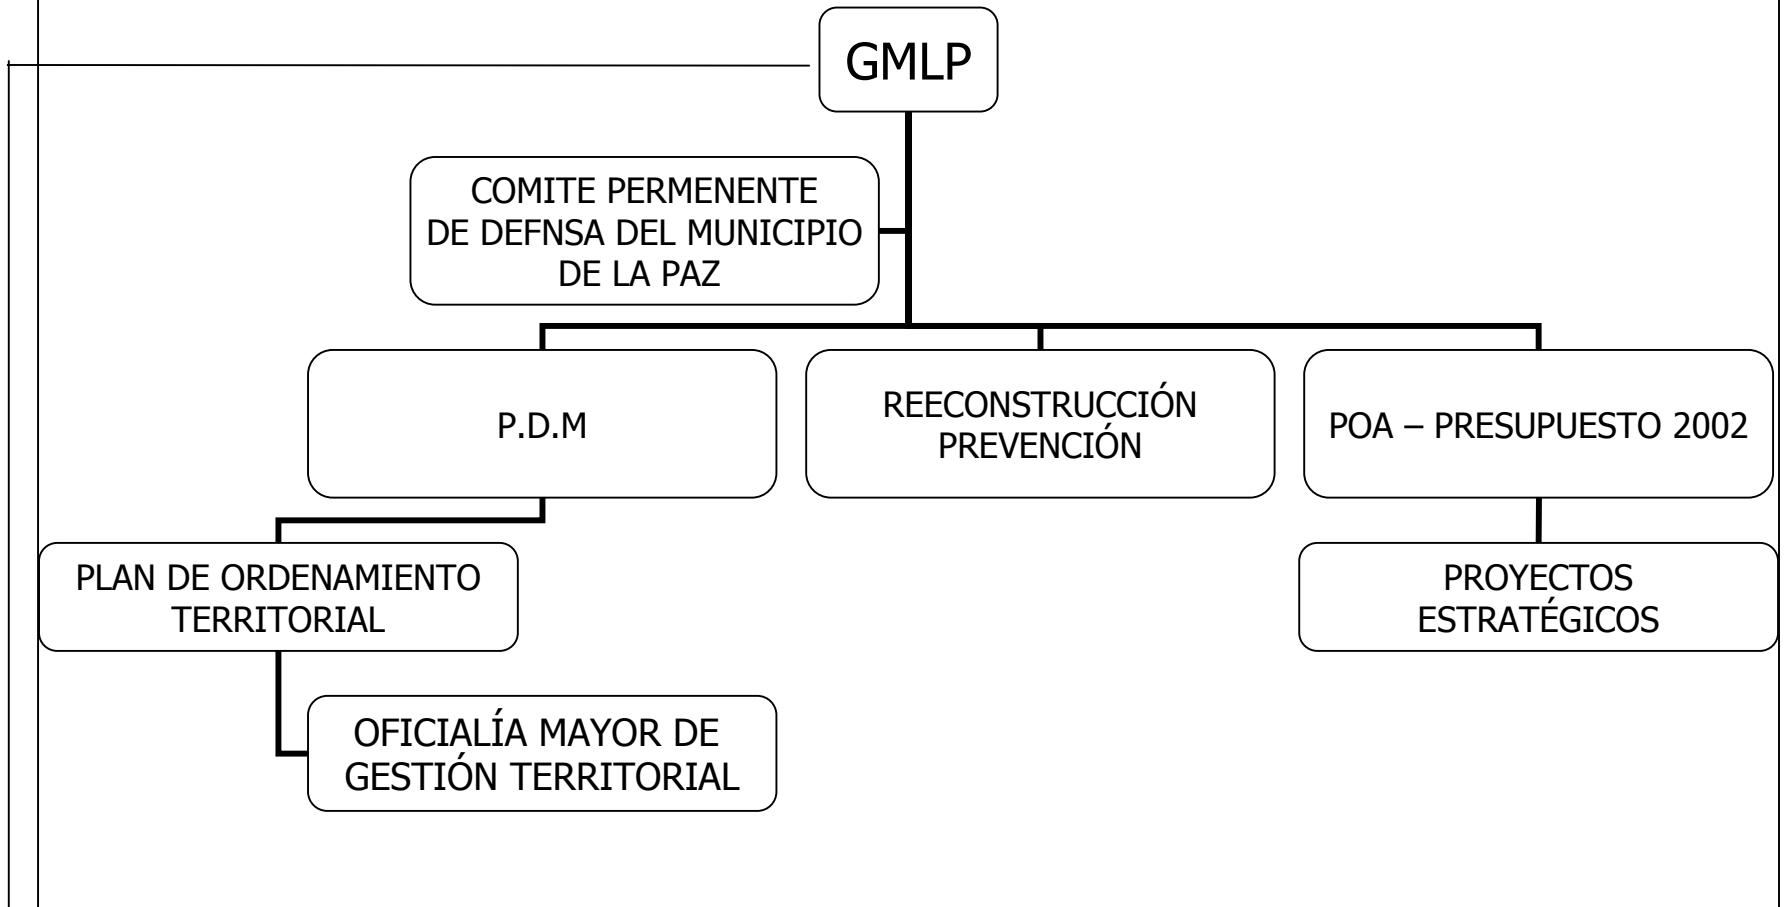 GMLP
COMITE PERMENENTE
DE DEFNSA DEL MUNICIPIO
DE LA PAZ
P.D.M
REECONSTRUCCIÓN
PREVENCIÓN
POA – PRESUPUESTO 2002
PLAN DE ORDENAMIENTO
TERRITORIAL
PROYECTOS
ESTRATÉGICOS
OFICIALÍA MAYOR DE
GESTIÓN TERRITORIAL